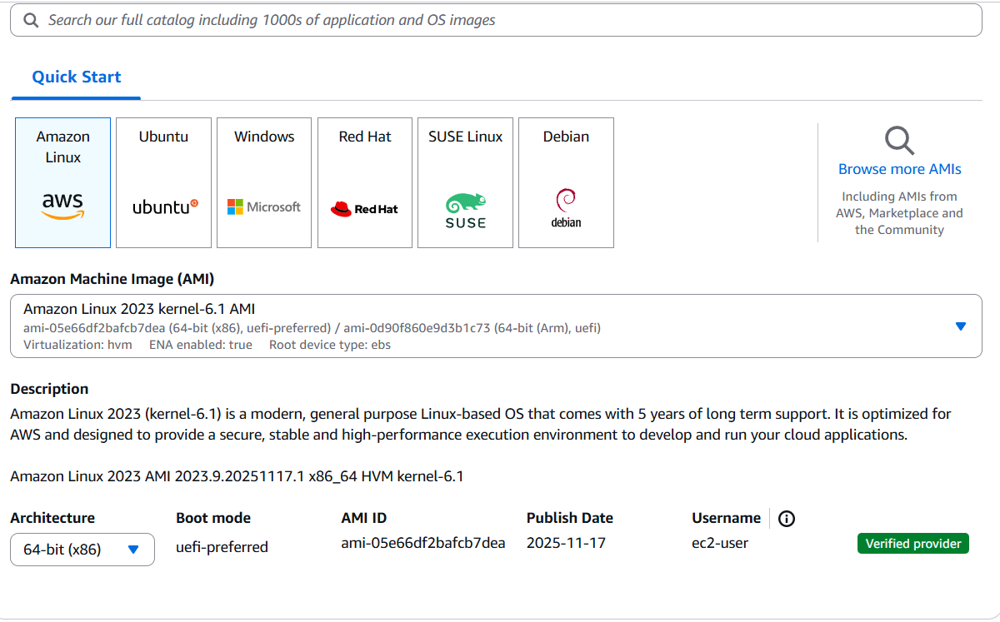 Search our full catalog including 1000s of application and OS images
Quick Start
Amazon
Linux
aws
Ubuntu
ubuntu
Windows
Microsoft
Red Hat
Red Hat
SUSE Linux
SUSE
Debian
debian
Browse more AMIs
Including AMIs from
AWS, Marketplace and
the Community
Amazon Machine Image (AMI)
Amazon Linux 2023 kernel-6.1 AMI
ami-05e66df2bafcb7dea (64-bit (x86), uefi-preferred) / ami-0d90f860e9d3b1c73 (64-bit (Arm), uefi)
Virtualization: hvm ENA enabled: true Root device type: ebs
Description
Amazon Linux 2023 (kernel-6.1) is a modern, general purpose Linux-based OS that comes with 5 years of long term support. It is optimized for
AWS and designed to provide a secure, stable and high-performance execution environment to develop and run your cloud applications.
Amazon Linux 2023 AMI 2023.9.20251117.1 x86_64 HVM kernel-6.1
Architecture Boot mode AMI ID Publish Date Username
64-bit (x86) uefi-preferred ami-05e66df2bafcb7dea 2025-11-17 ec2-user Verified provider